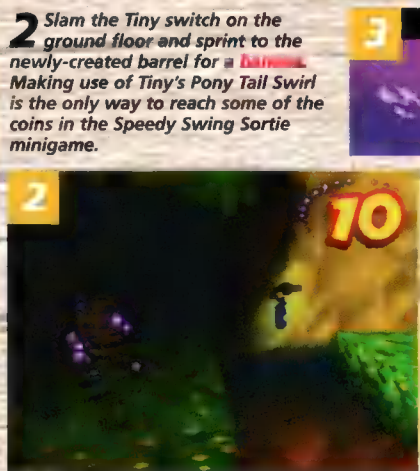 2 Slam the Tiny switch on the
ground floor and sprint to the
newly-created barrel for a
Making use of Tiny's Pony Tail Swirl
is the only way to reach some of the
coins in the Speedy Swing Sortie
minigame.
3
2
10